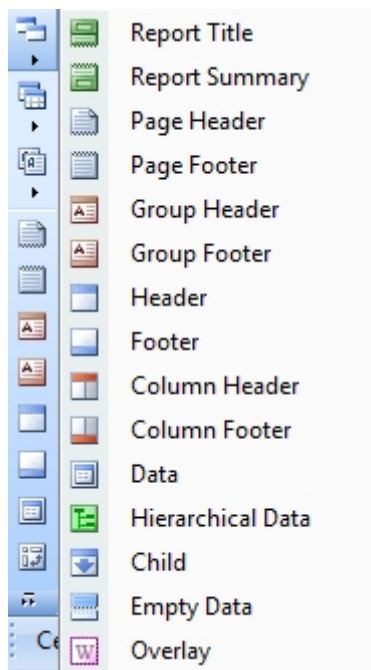 Report Title
Report Summary
Page Header
Page Footer
Group Header
Group Footer
Header
Footer
Column Header
Column Footer
Data
Hierarchical Data
Child
Empty Data
Overlay